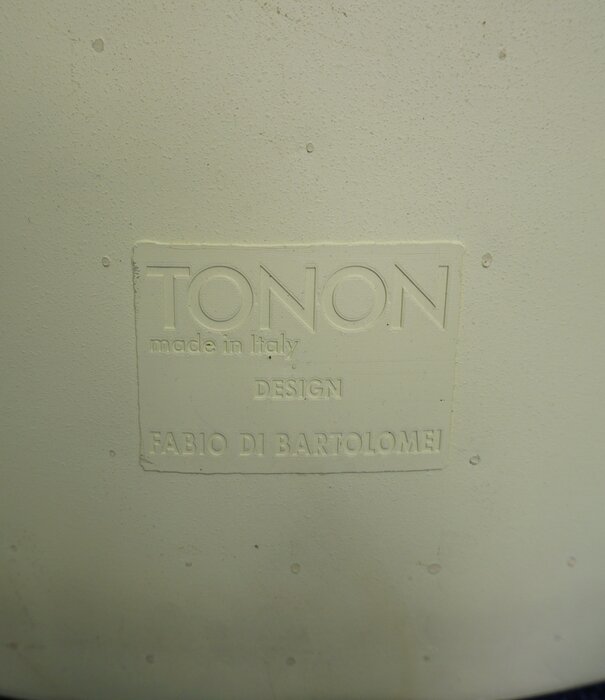 TONON
made in Italy
DESIGN
FABIO DI BARTOLOMEI